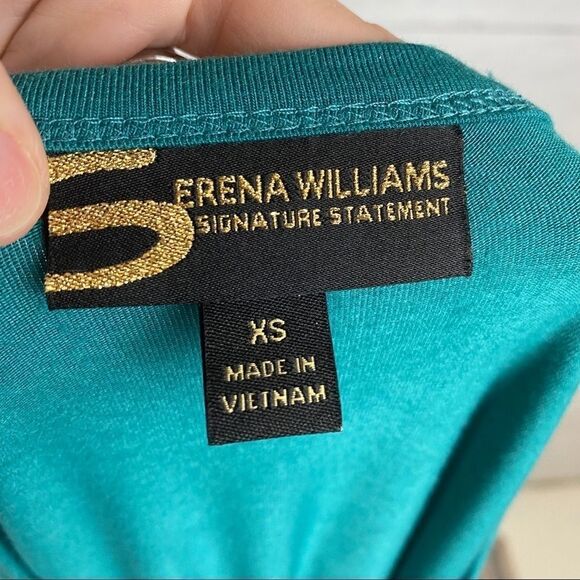 SERENA WILLIAMS
SIGNATURE STATEMENT
XS
MADE IN
VIETNAM